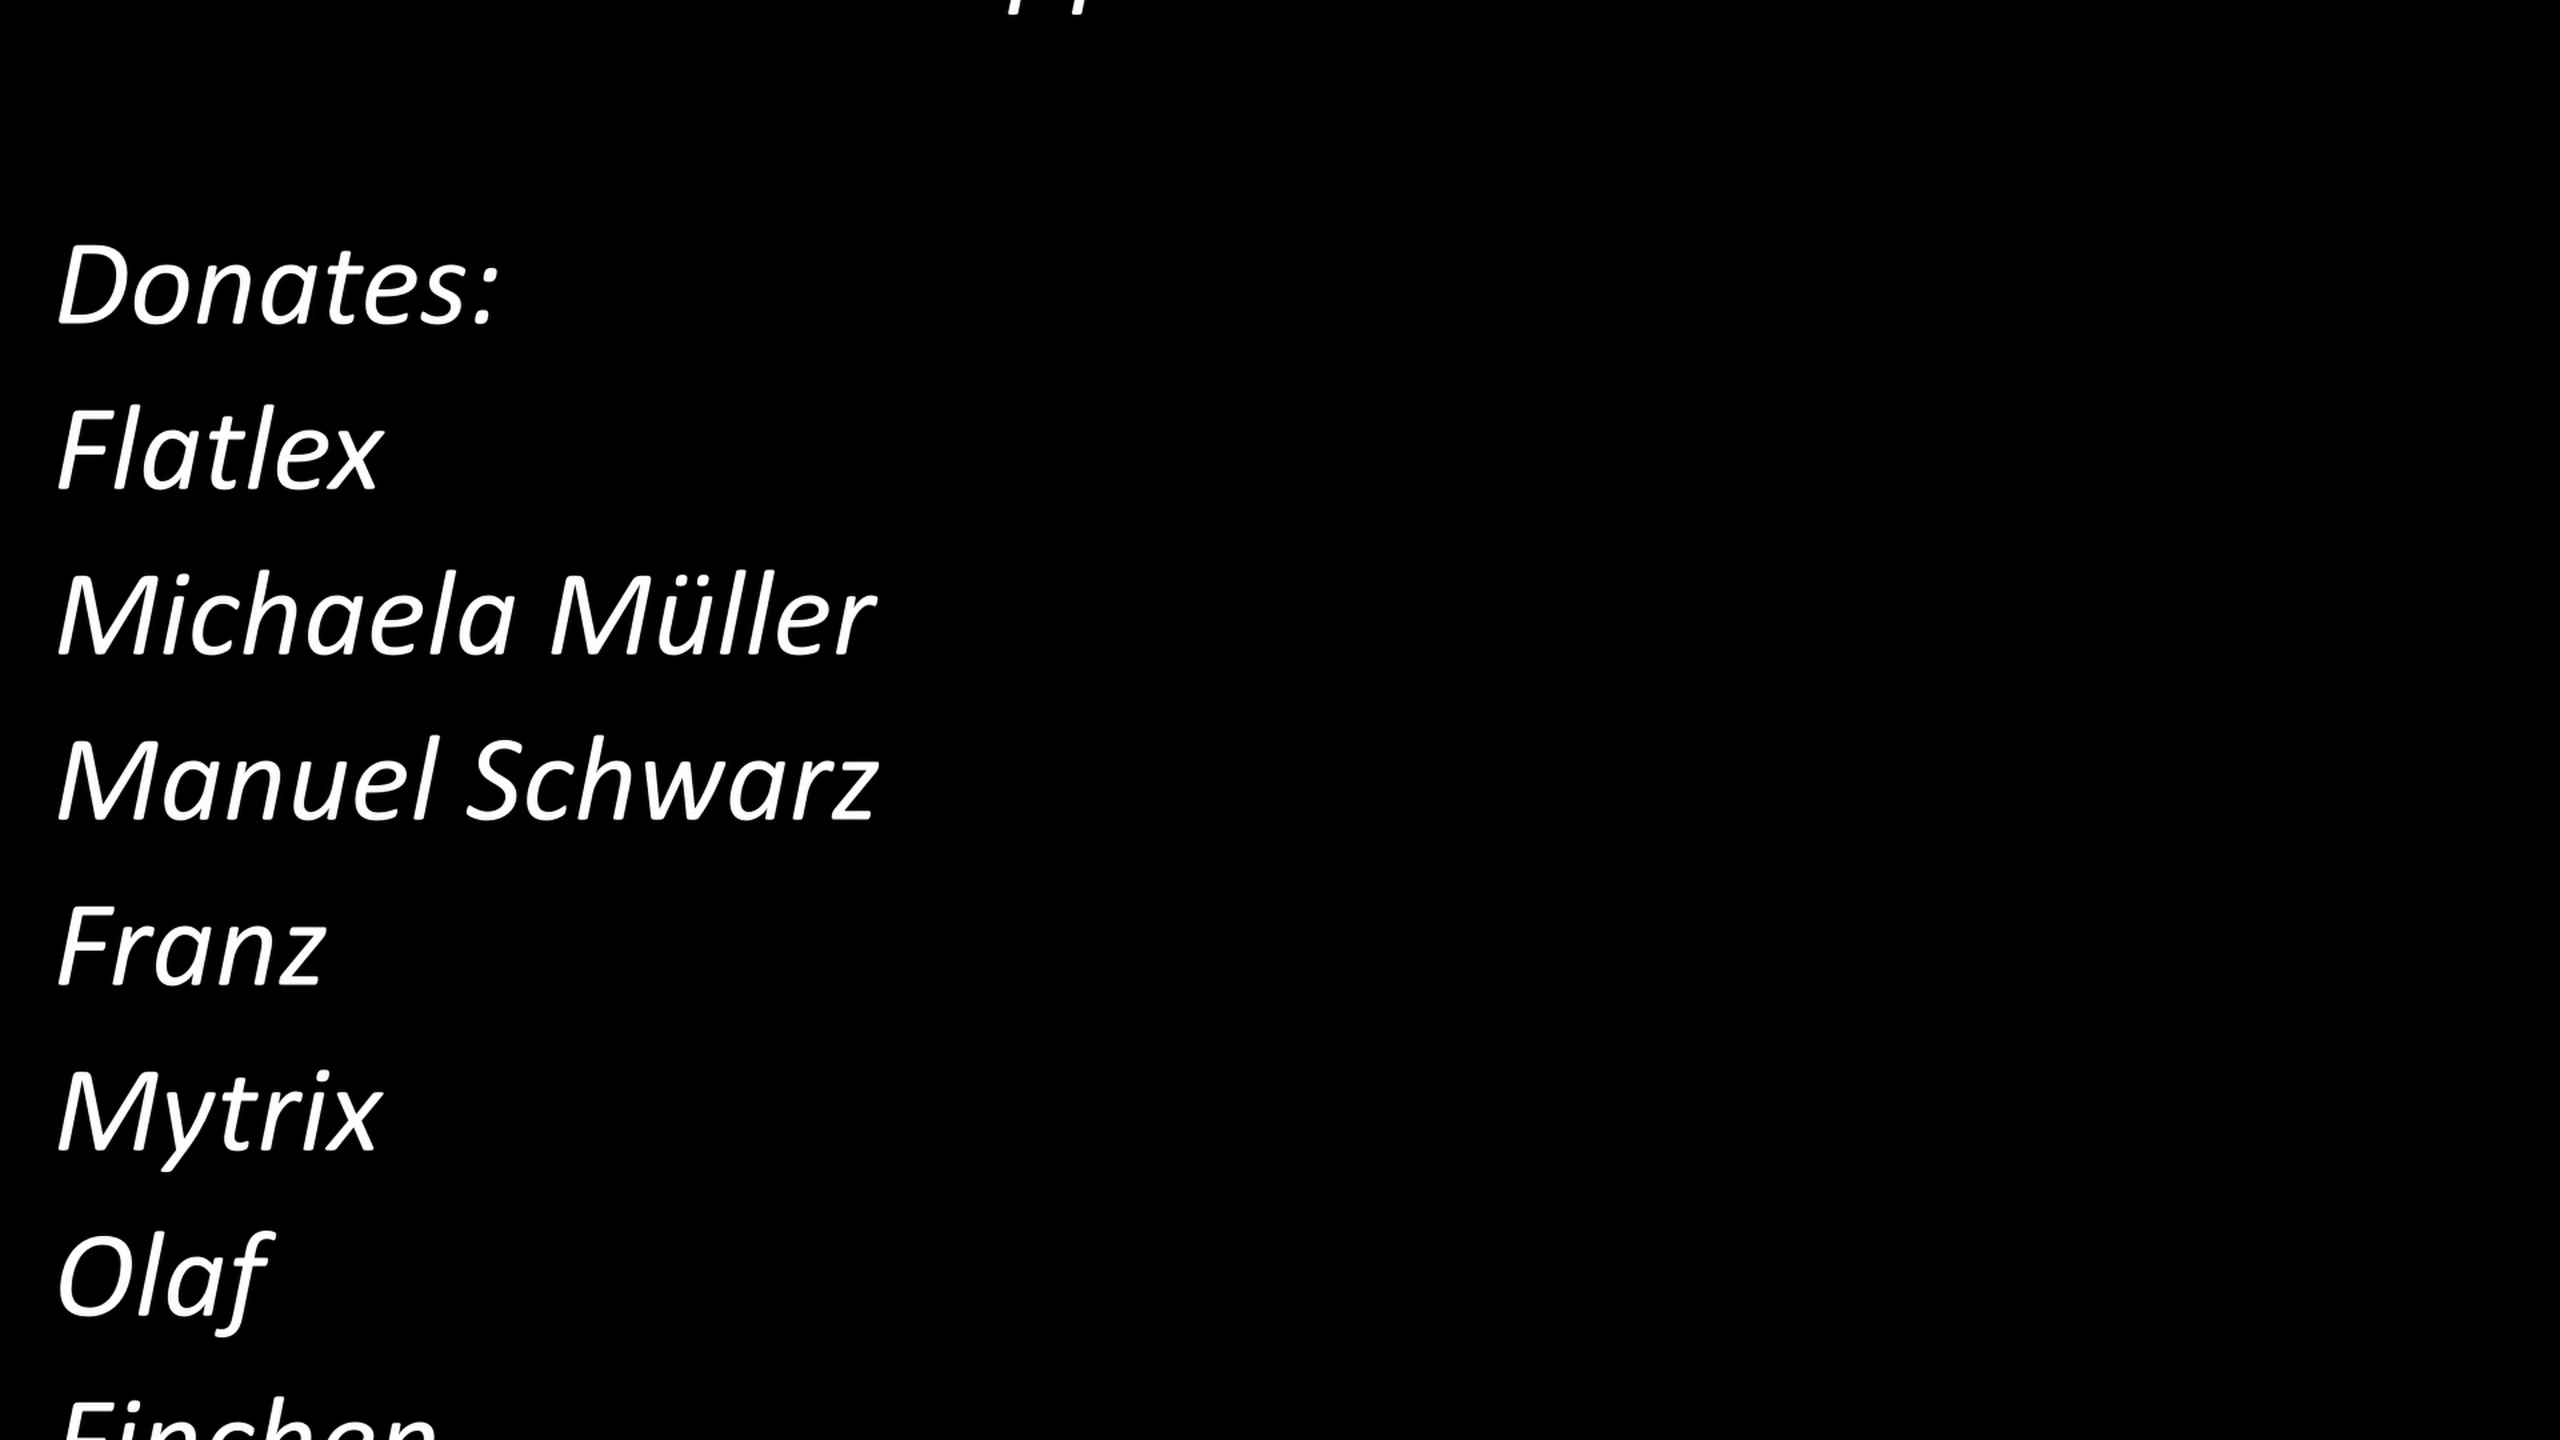 Donates:
Flatlex
Michaela Müller
Manuel Schwarz
Franz
Mytrix
Olaf